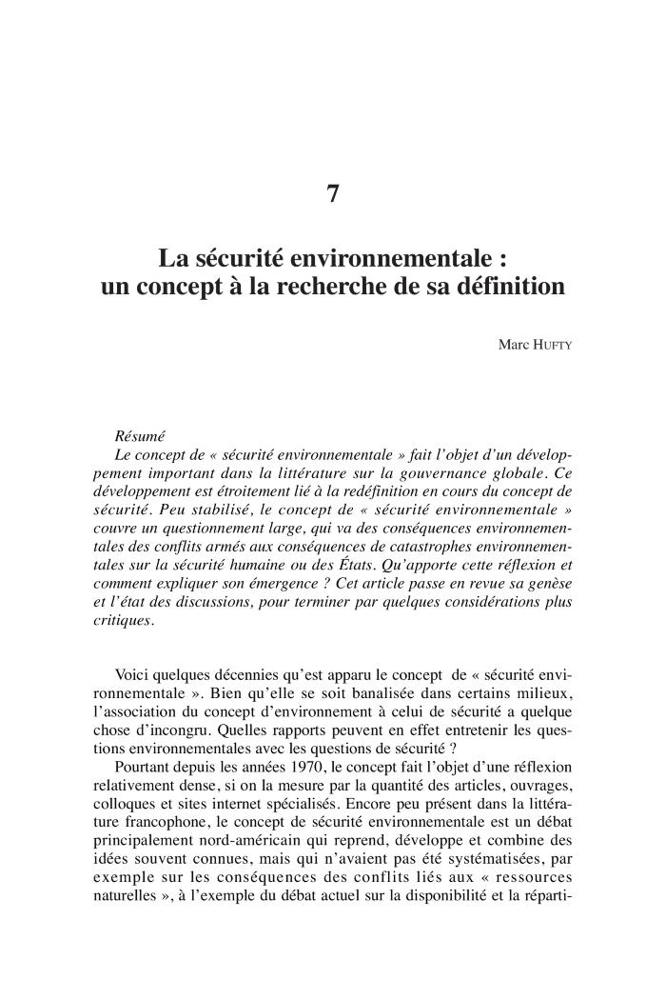 7
La sécurité environnementale :
un concept à la recherche de sa définition
Marc HUFTY
Résumé
Le concept de « sécurité environnementale » fait l’objet d’un dévelop-
pement important dans la littérature sur la gouvernance globale. Ce
développement est étroitement lié à la redéfinition en cours du concept de
sécurité. Peu stabilisé, le concept de « sécurité environnementale »
couvre un questionnement large, qui va des conséquences environnemen-
tales des conflits armés aux conséquences de catastrophes environnemen-
tales sur la sécurité humaine ou des États. Qu’apporte cette réflexion et
comment expliquer son émergence ? Cet article passe en revue sa genèse
et l’état des discussions, pour terminer par quelques considérations plus
critiques.
Voici quelques décennies qu’est apparu le concept de « sécurité envi-
ronnementale ». Bien qu’elle se soit banalisée dans certains milieux,
l’association du concept d’environnement à celui de sécurité a quelque
chose d’incongru. Quelles rapports peuvent en effet entretenir les ques-
tions environnementales avec les questions de sécurité ?
Pourtant depuis les années 1970, le concept fait l’objet d’une réflexion
relativement dense, si on la mesure par la quantité des articles, ouvrages,
colloques et sites internet spécialisés. Encore peu présent dans la littéra-
ture francophone, le concept de sécurité environnementale est un débat
principalement nord-américain qui reprend, développe et combine des
idées souvent connues, mais qui n’avaient pas été systématisées, par
exemple sur les conséquences des conflits liés aux « ressources
naturelles », à l’exemple du débat actuel sur la disponibilité et la réparti-